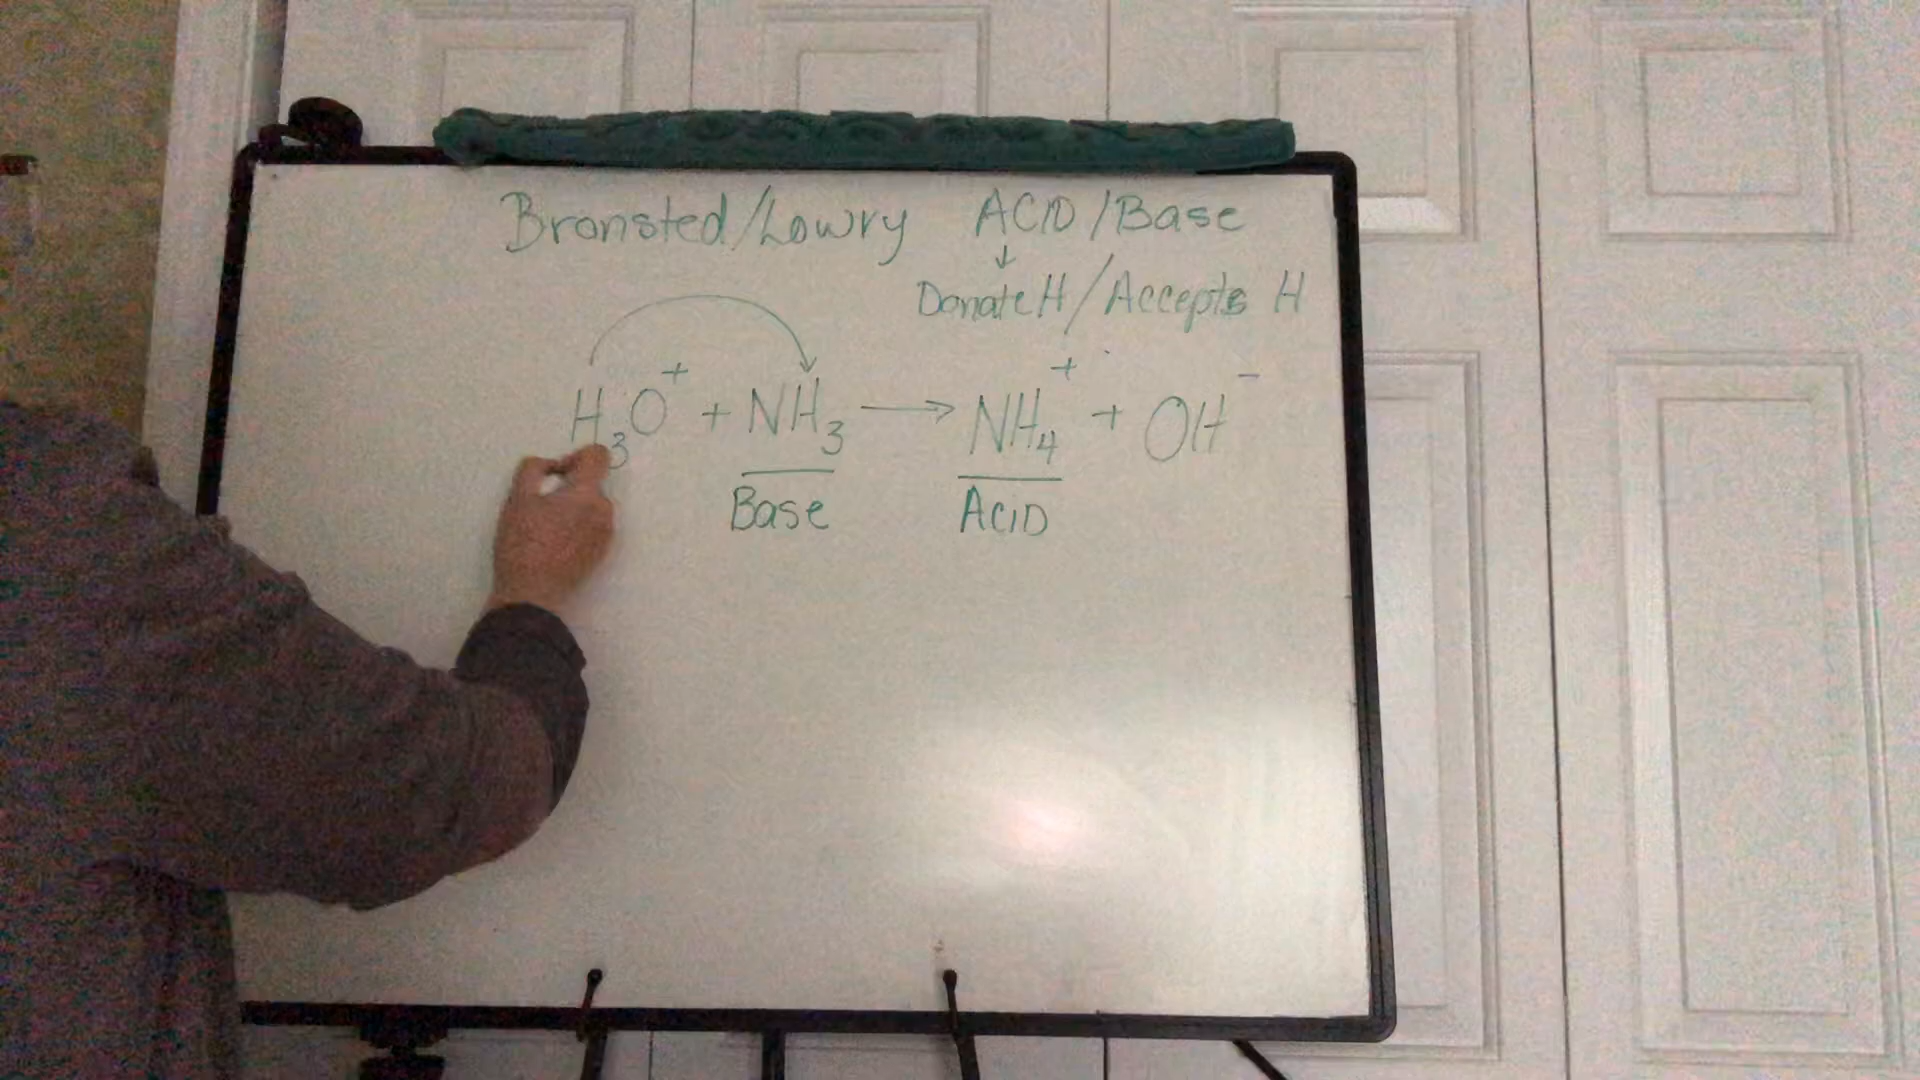 Bronsted/Lowry ACID/Base
↓
Donate H/Accepts H
H₃O⁺ + NH₃ → NH₄⁺ + OH⁻
Base Acid